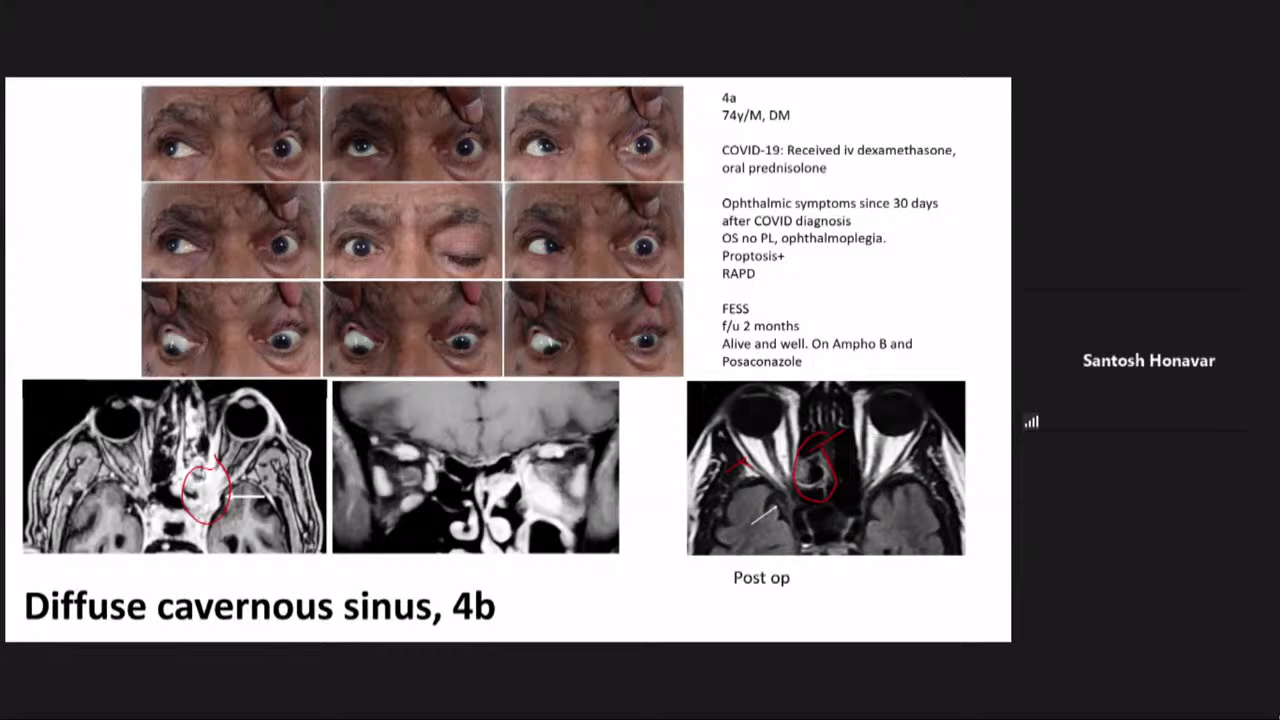 4a
74y/M, DM
COVID-19: Received iv dexamethasone,
oral prednisolone
Ophthalmic symptoms since 30 days
after COVID diagnosis
OS no PL, ophthalmoplegia.
Proptosis+
RAPD
FESS
f/u 2 months
Alive and well. On Ampho B and
Posaconazole
Post op
Diffuse cavernous sinus, 4b
Santosh Honavar